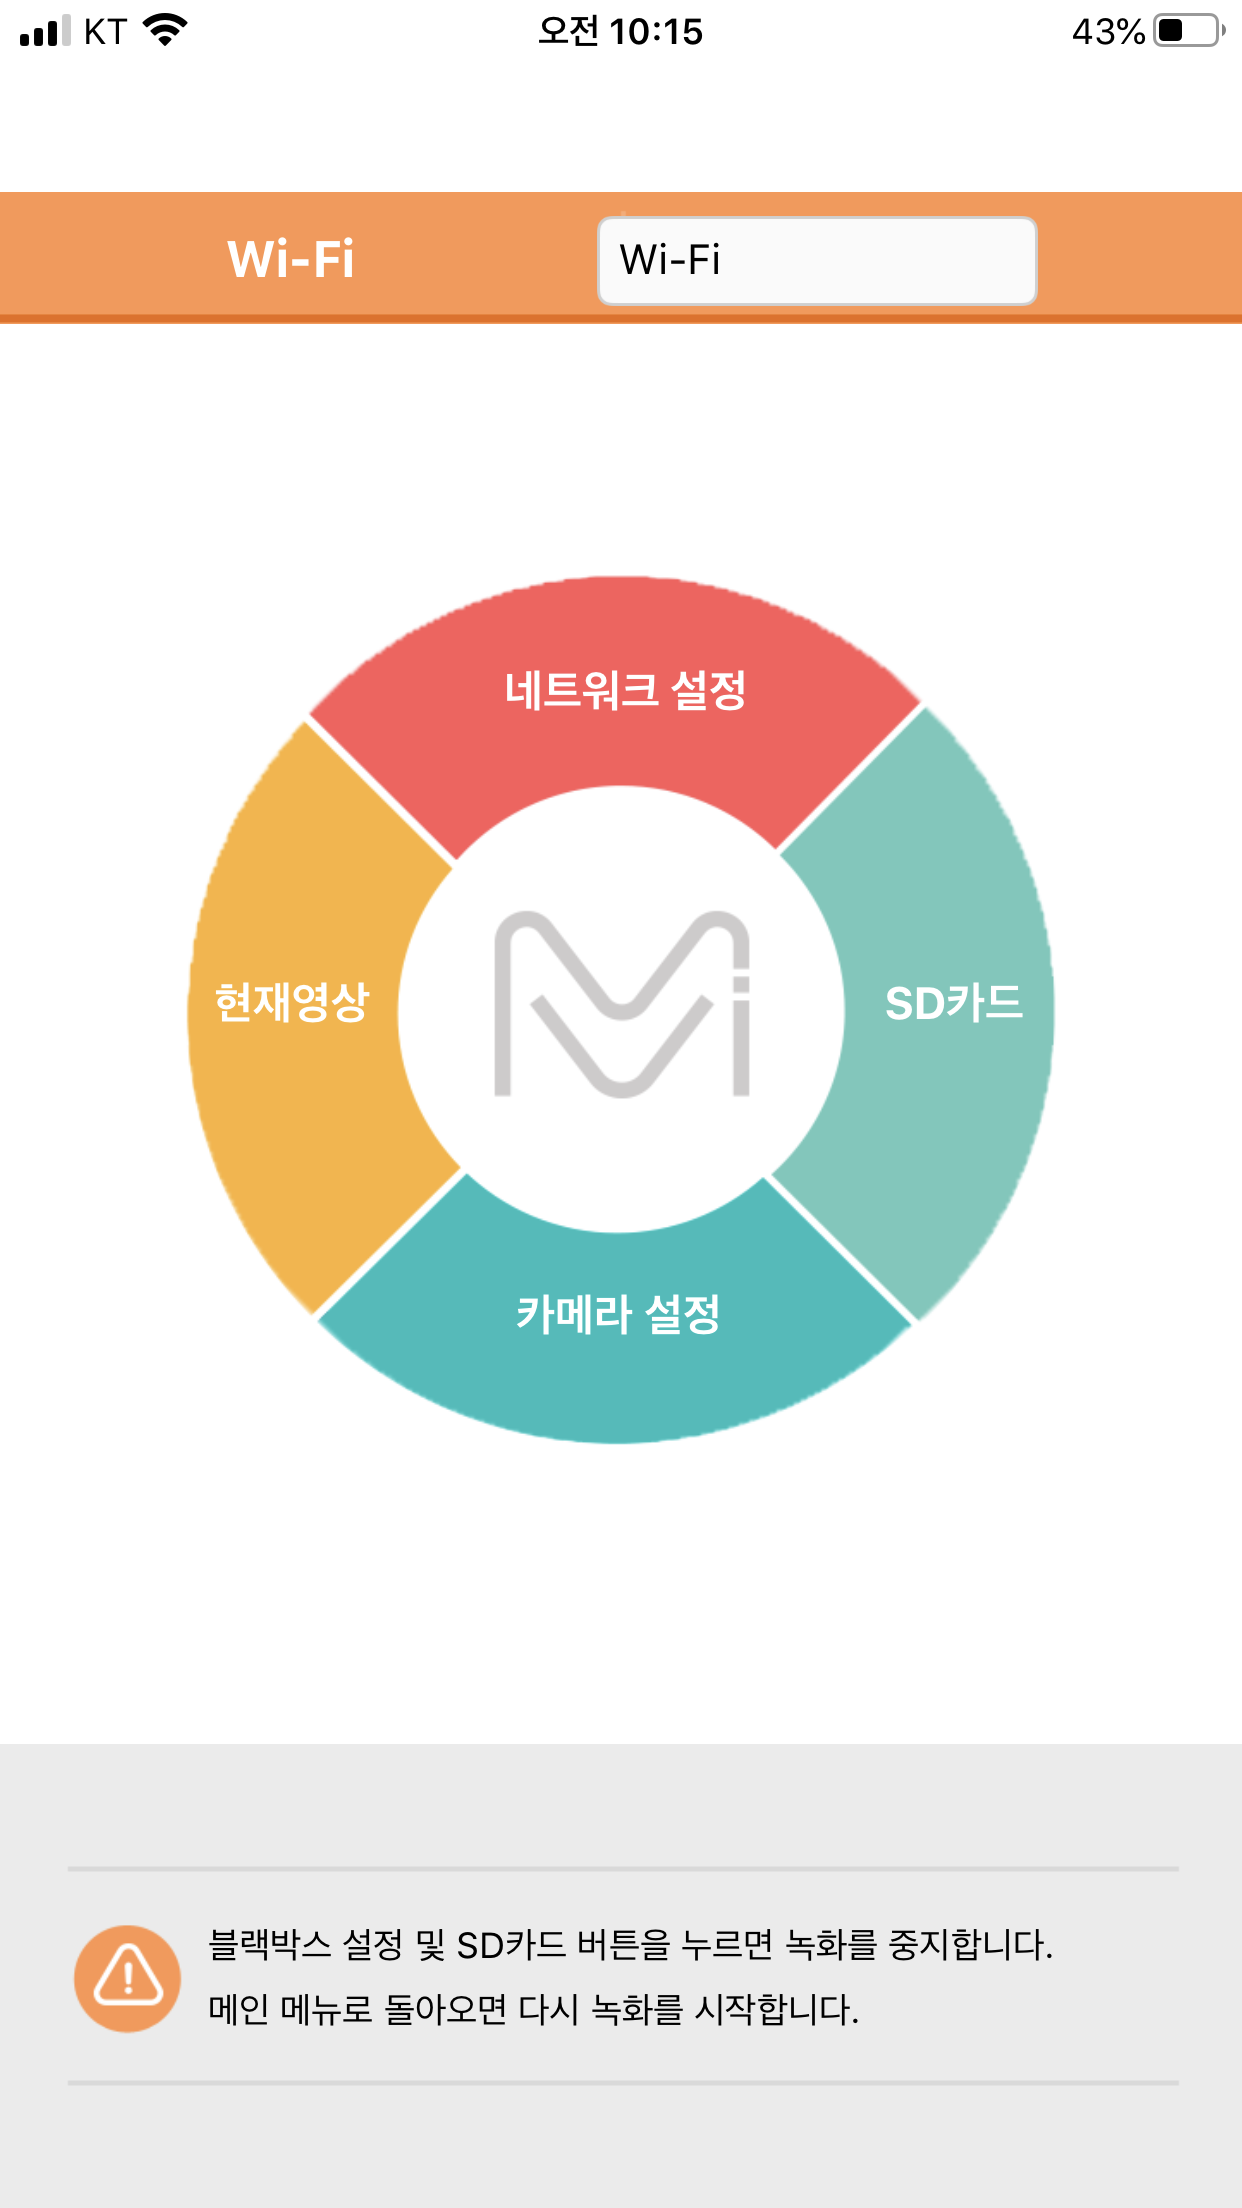 KT
오전 10:15
43%
Wi-Fi
Wi-Fi
네트워크 설정
현재영상
SD카드
카메라 설정
블랙박스 설정 및 SD카드 버튼을 누르면 녹화를 중지합니다.
메인 메뉴로 돌아오면 다시 녹화를 시작합니다.